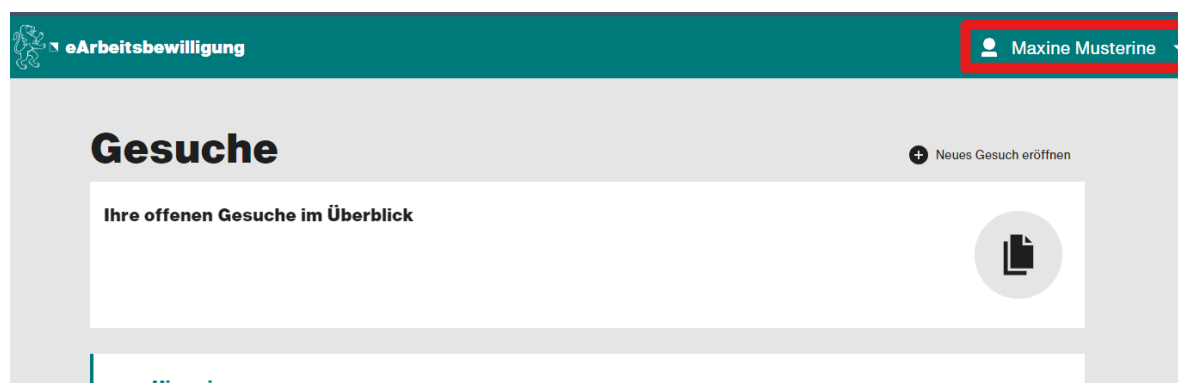 eArbeitsbewilligung
Maxine Musterine
Gesuche
Neues Gesuch eröffnen
Ihre offenen Gesuche im Überblick